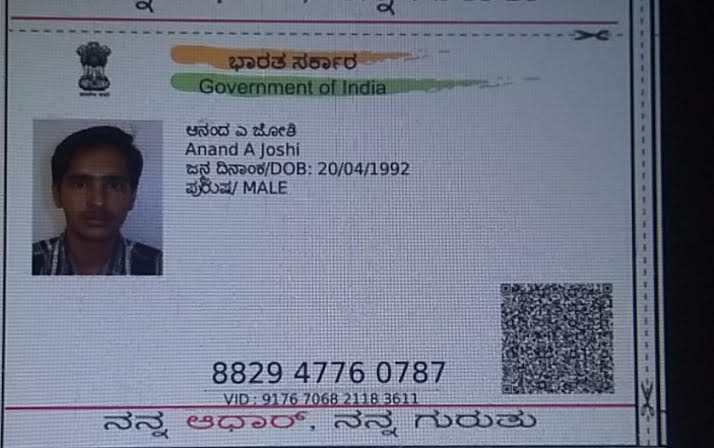 ಭಾರತ ಸರ್ಕಾರ
Government of India
ಆನಂದ ಎ ಜೋಶಿ
Anand A Joshi
ಜನ್ಮ ದಿನಾಂಕ/DOB: 20/04/1992
ಪುರುಷ/ MALE
8829 4776 0787
VID : 9176 7068 2118 3611
ನನ್ನ ಆಧಾರ್, ನನ್ನ ಗುರುತು